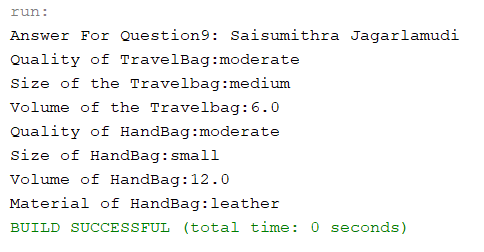 run:
Answer For Question9: Saisumithra Jagarlamudi
Quality of TravelBag:moderate
Size of the Travelbag:medium
Volume of the Travelbag:6.0
Quality of HandBag:moderate
Size of HandBag:small
Volume of HandBag:12.0
Material of HandBag:leather
BUILD SUCCESSFUL (total time: 0 seconds)